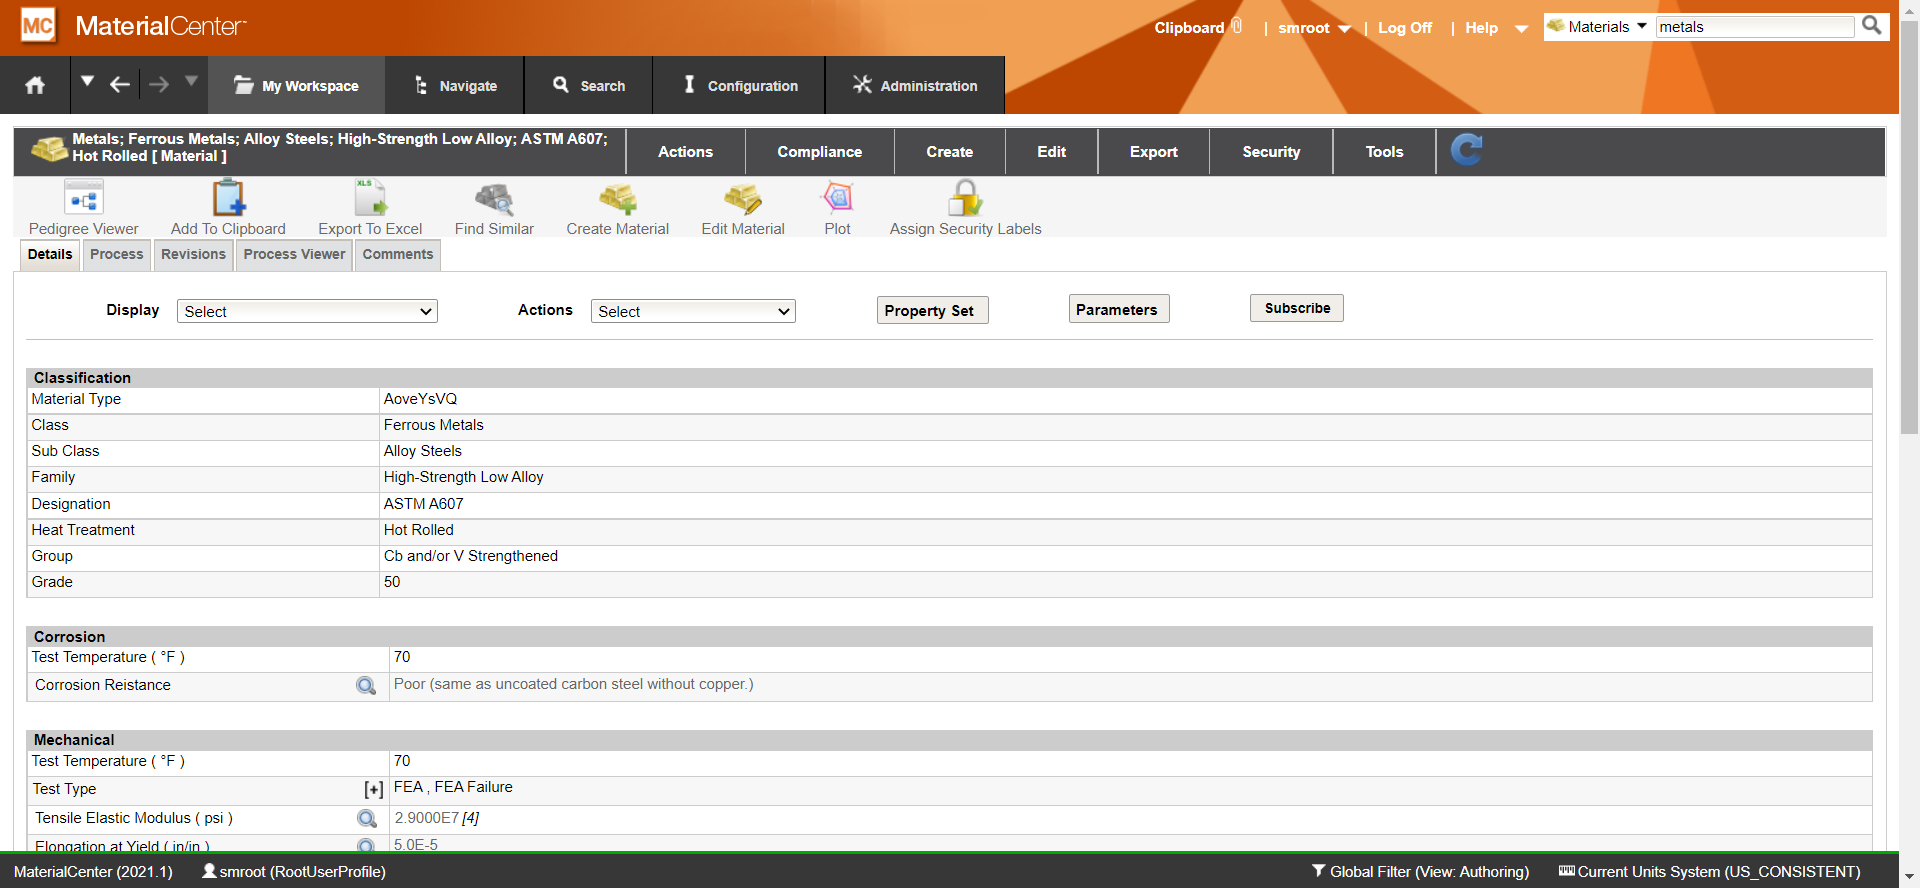 MC MaterialCenter
Clipboard | smroot | Log Off | Help Materials metals
My Workspace Navigate Search Configuration Administration
Metals; Ferrous Metals; Alloy Steels; High-Strength Low Alloy; ASTM A607;
Hot Rolled [ Material ]
Actions Compliance Create Edit Export Security Tools
XLS
Pedigree Viewer Add To Clipboard Export To Excel Find Similar Create Material Edit Material Plot Assign Security Labels
Details Process Revisions Process Viewer Comments
Display Select Actions Select Property Set Parameters Subscribe
Classification
Material Type AoveYsVQ
Class Ferrous Metals
Sub Class Alloy Steels
Family High-Strength Low Alloy
Designation ASTM A607
Heat Treatment Hot Rolled
Group Cb and/or V Strengthened
Grade 50
Corrosion
Test Temperature ( °F ) 70
Corrosion Reistance Poor (same as uncoated carbon steel without copper.)
Mechanical
Test Temperature ( °F ) 70
Test Type [+] FEA , FEA Failure
Tensile Elastic Modulus ( psi ) 2.9000E7 [4]
Elongation at Yield ( in/in ) 5.0E-5
MaterialCenter (2021.1) smroot (RootUserProfile) Global Filter (View: Authoring) Current Units System (US_CONSISTENT)